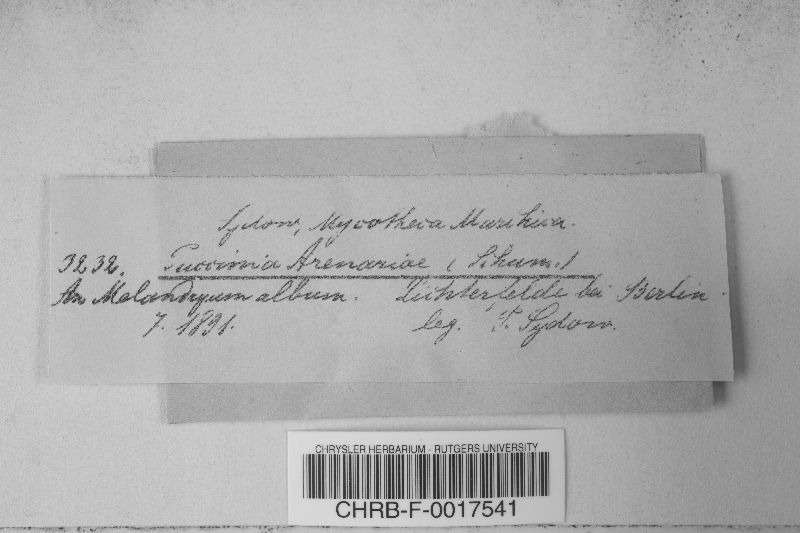 Sydow, Mycotheca Marchica.
3232. Puccinia Arenariae (Schum.)
An Melandryum album. Lichterfelde bei Berlin.
7. 1891. leg. P. Sydow.
CHRYSLER HERBARIUM - RUTGERS UNIVERSITY
CHRB-F-0017541